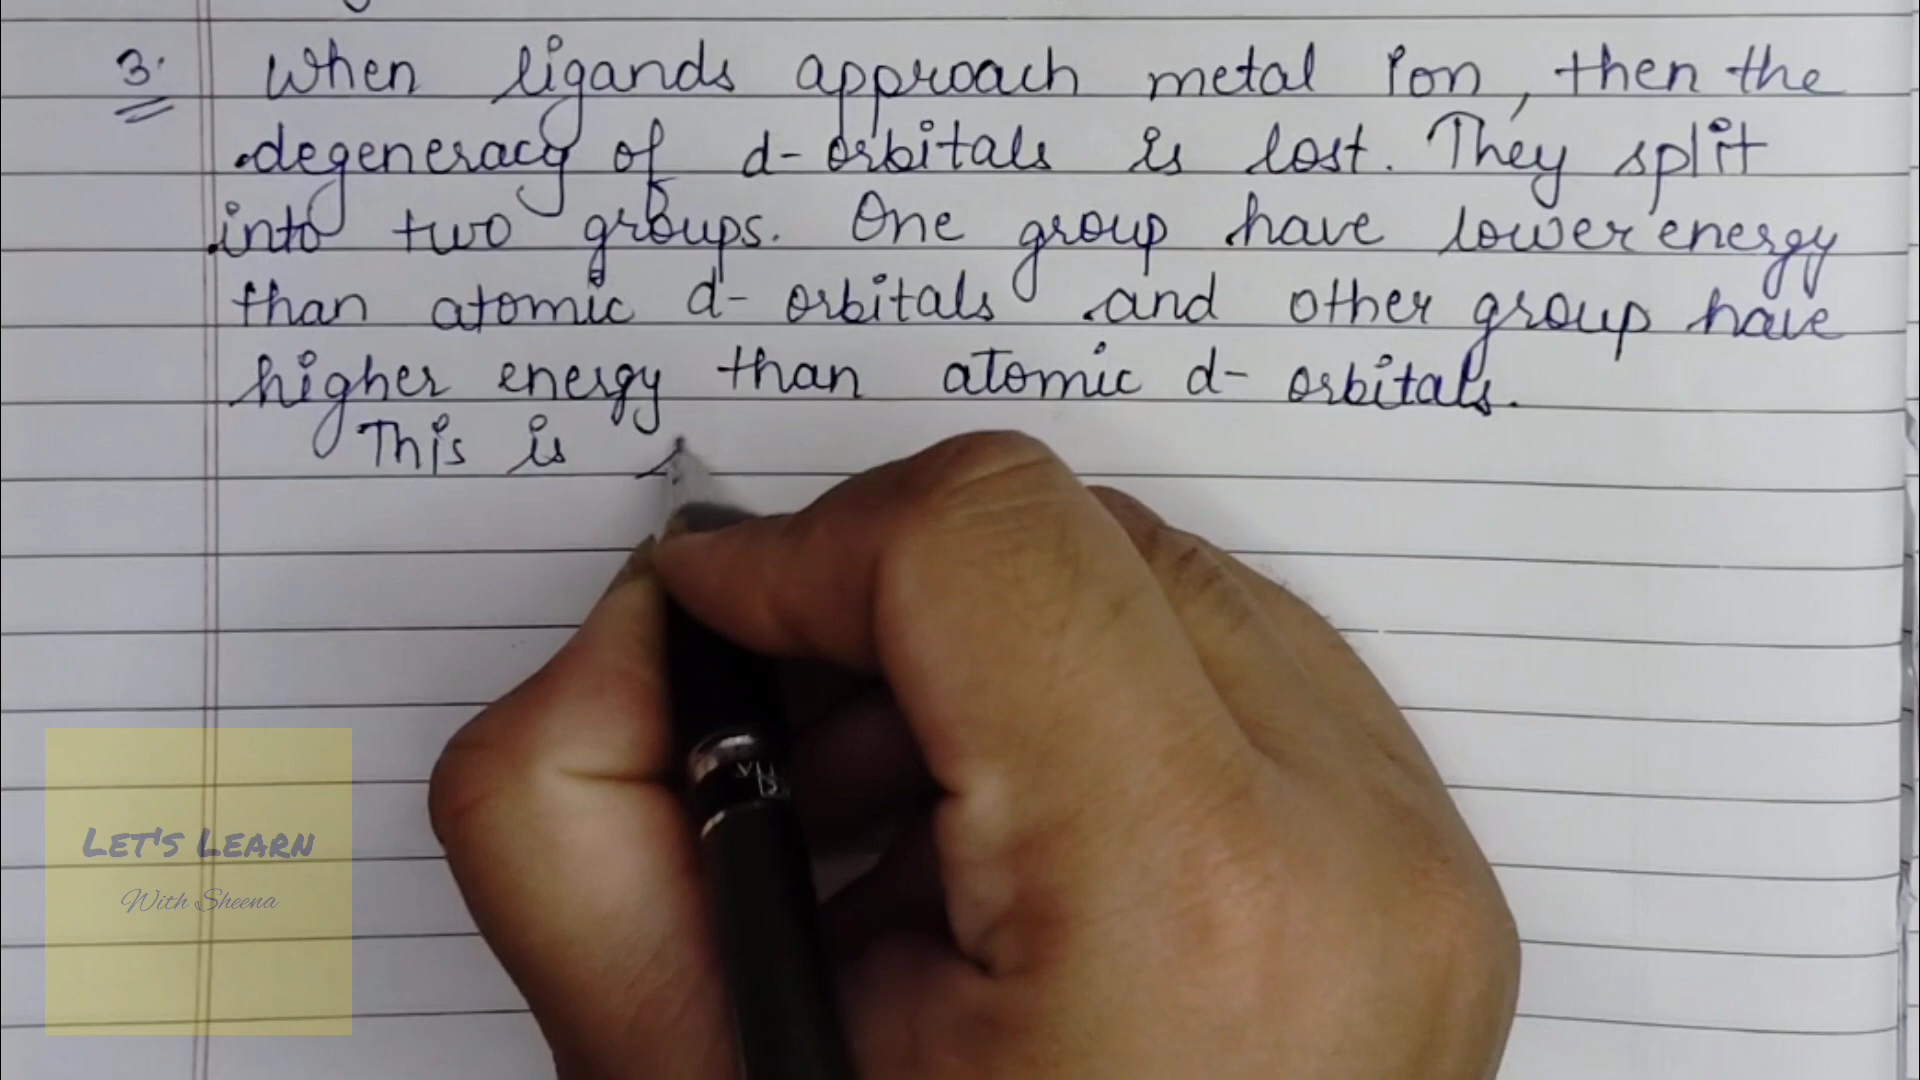 3. When ligands approach metal ion, then the
degeneracy of d-orbitals is lost. They split
into two groups. One group have lower energy
than atomic d-orbitals and other group have
higher energy than atomic d-orbitals.
This is
LET'S LEARN
With Sheena